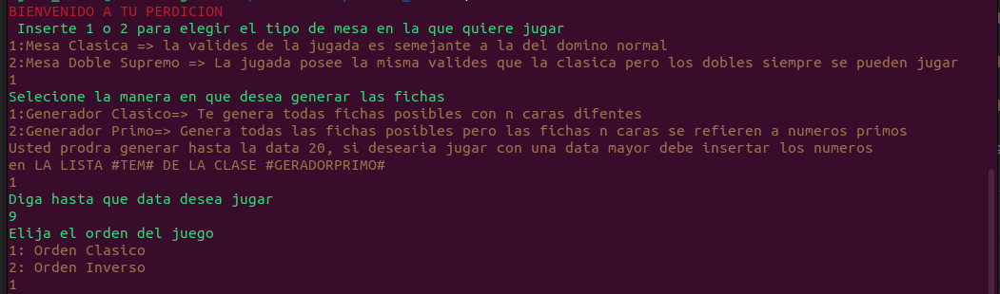 BIENVENIDO A TU PERDICION
Inserte 1 o 2 para elegir el tipo de mesa en la que quiere jugar
1:Mesa Clasica => la valides de la jugada es semejante a la del domino normal
2:Mesa Doble Supremo => La jugada posee la misma valides que la clasica pero los dobles siempre se pueden jugar
1
Selecione la manera en que desea generar las fichas
1:Generador Clasico=> Te genera todas fichas posibles con n caras difentes
2:Generador Primo=> Genera todas las fichas posibles pero las fichas n caras se refieren a numeros primos
Usted prodra generar hasta la data 20, si desearia jugar con una data mayor debe insertar los numeros
en LA LISTA #TEM# DE LA CLASE #GERADORPRIMO#
1
Diga hasta que data desea jugar
9
Elija el orden del juego
1: Orden Clasico
2: Orden Inverso
1